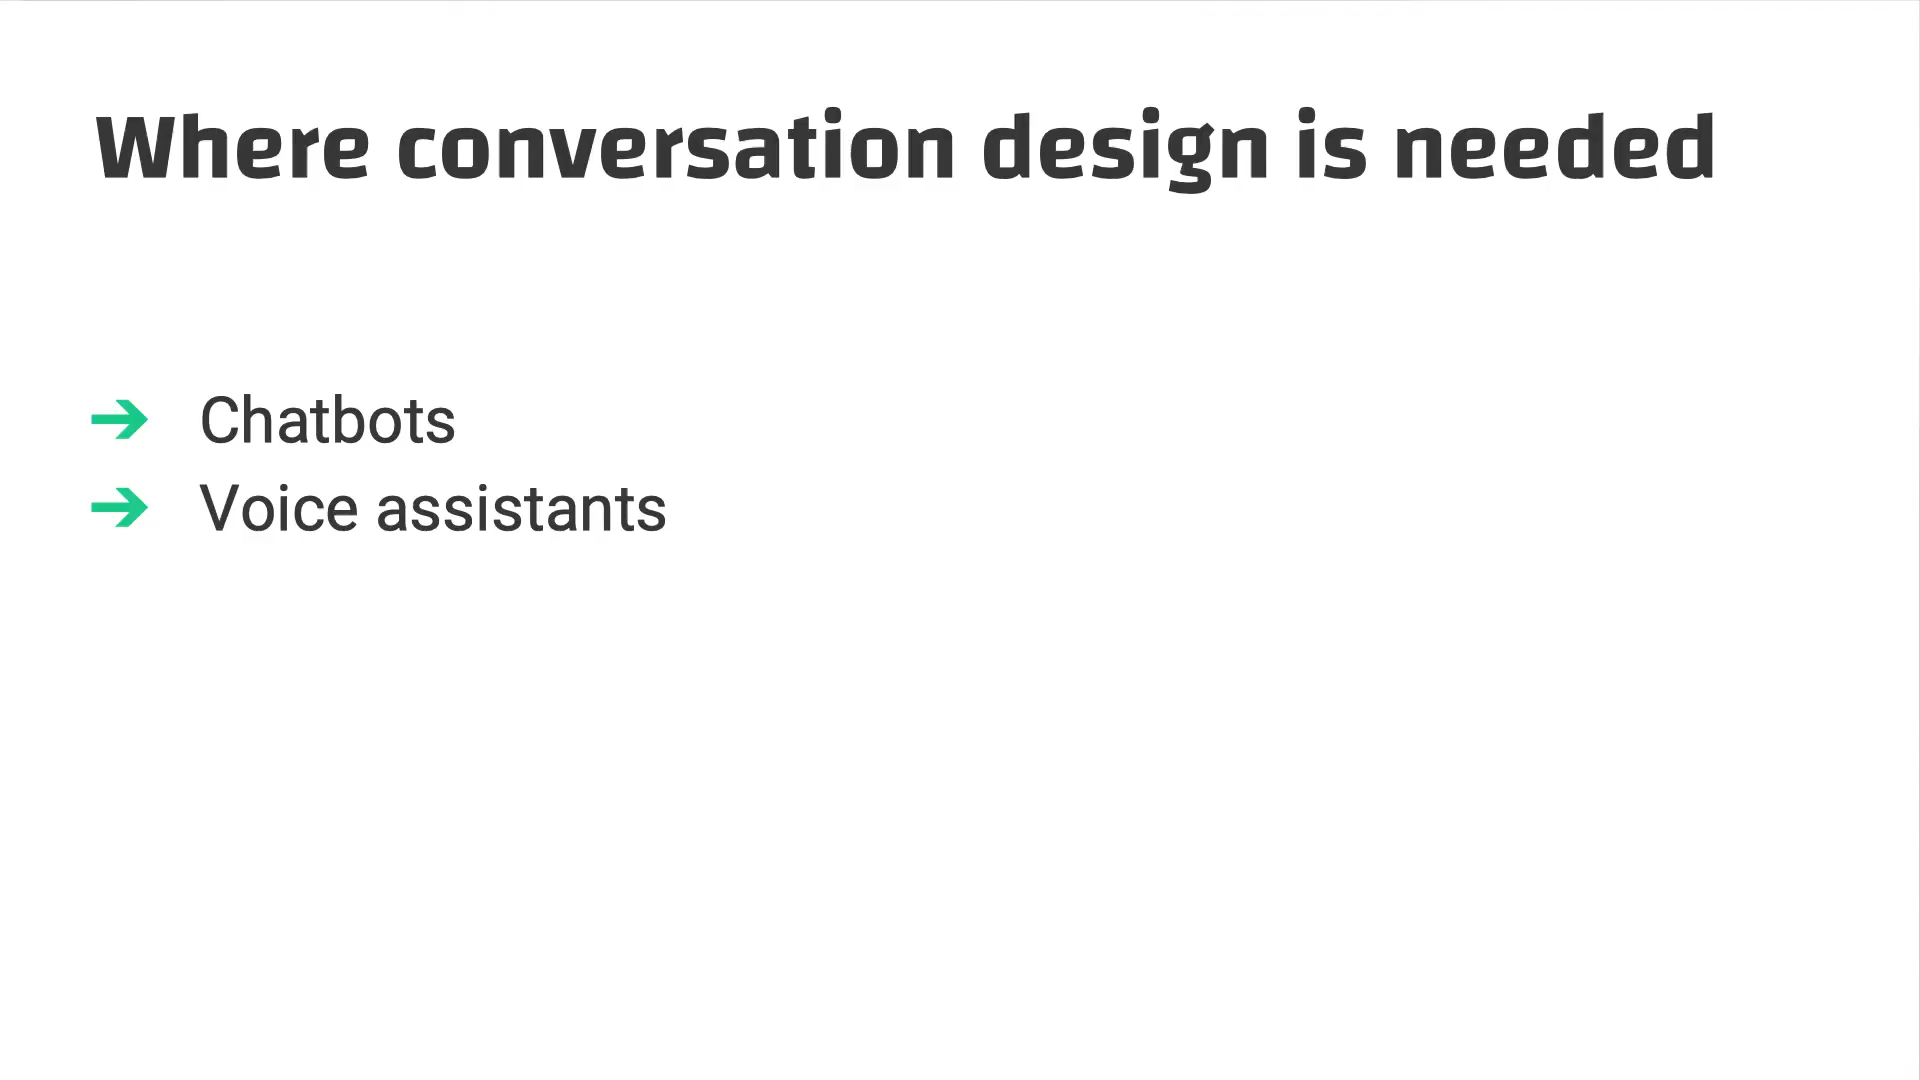 Where conversation design is needed
➔ Chatbots
➔ Voice assistants